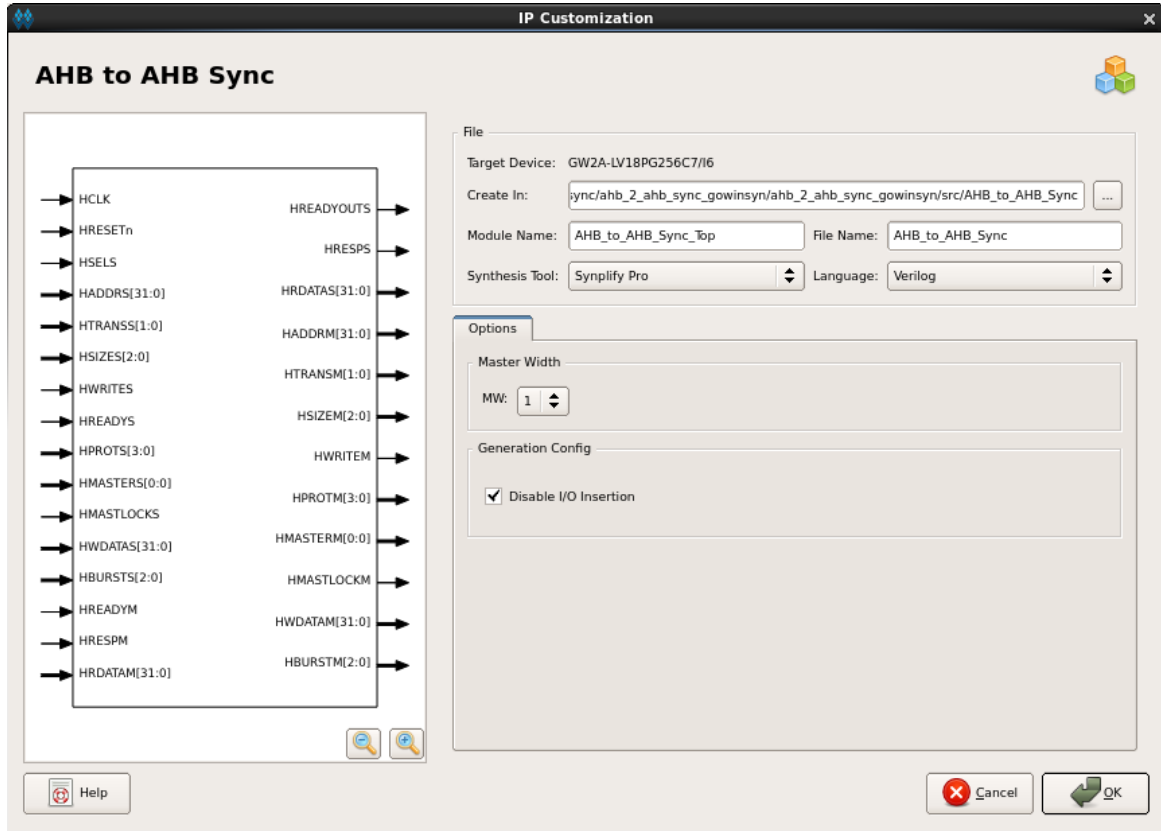 IP Customization
AHB to AHB Sync
HCLK
HRESETn
HSELS
HADDRS[31:0]
HTRANSS[1:0]
HSIZES[2:0]
HWRITES
HREADYS
HPROTS[3:0]
HMASTERS[0:0]
HMASTLOCKS
HWDATAS[31:0]
HBURSTS[2:0]
HREADYM
HRESPM
HRDATAM[31:0]
HREADYOUTS
HRESPS
HRDATAS[31:0]
HADDRM[31:0]
HTRANSM[1:0]
HSIZEM[2:0]
HWRITEM
HPROTM[3:0]
HMASTERM[0:0]
HMASTLOCKM
HWDATAM[31:0]
HBURSTM[2:0]
File
Target Device: GW2A-LV18PG256C7/I6
Create In: sync/ahb_2_ahb_sync_gowinsyn/ahb_2_ahb_sync_gowinsyn/src/AHB_to_AHB_Sync ...
Module Name: AHB_to_AHB_Sync_Top File Name: AHB_to_AHB_Sync
Synthesis Tool: Synplify Pro Language: Verilog
Options
Master Width
MW: 1
Generation Config
Disable I/O Insertion
Help
Cancel
OK